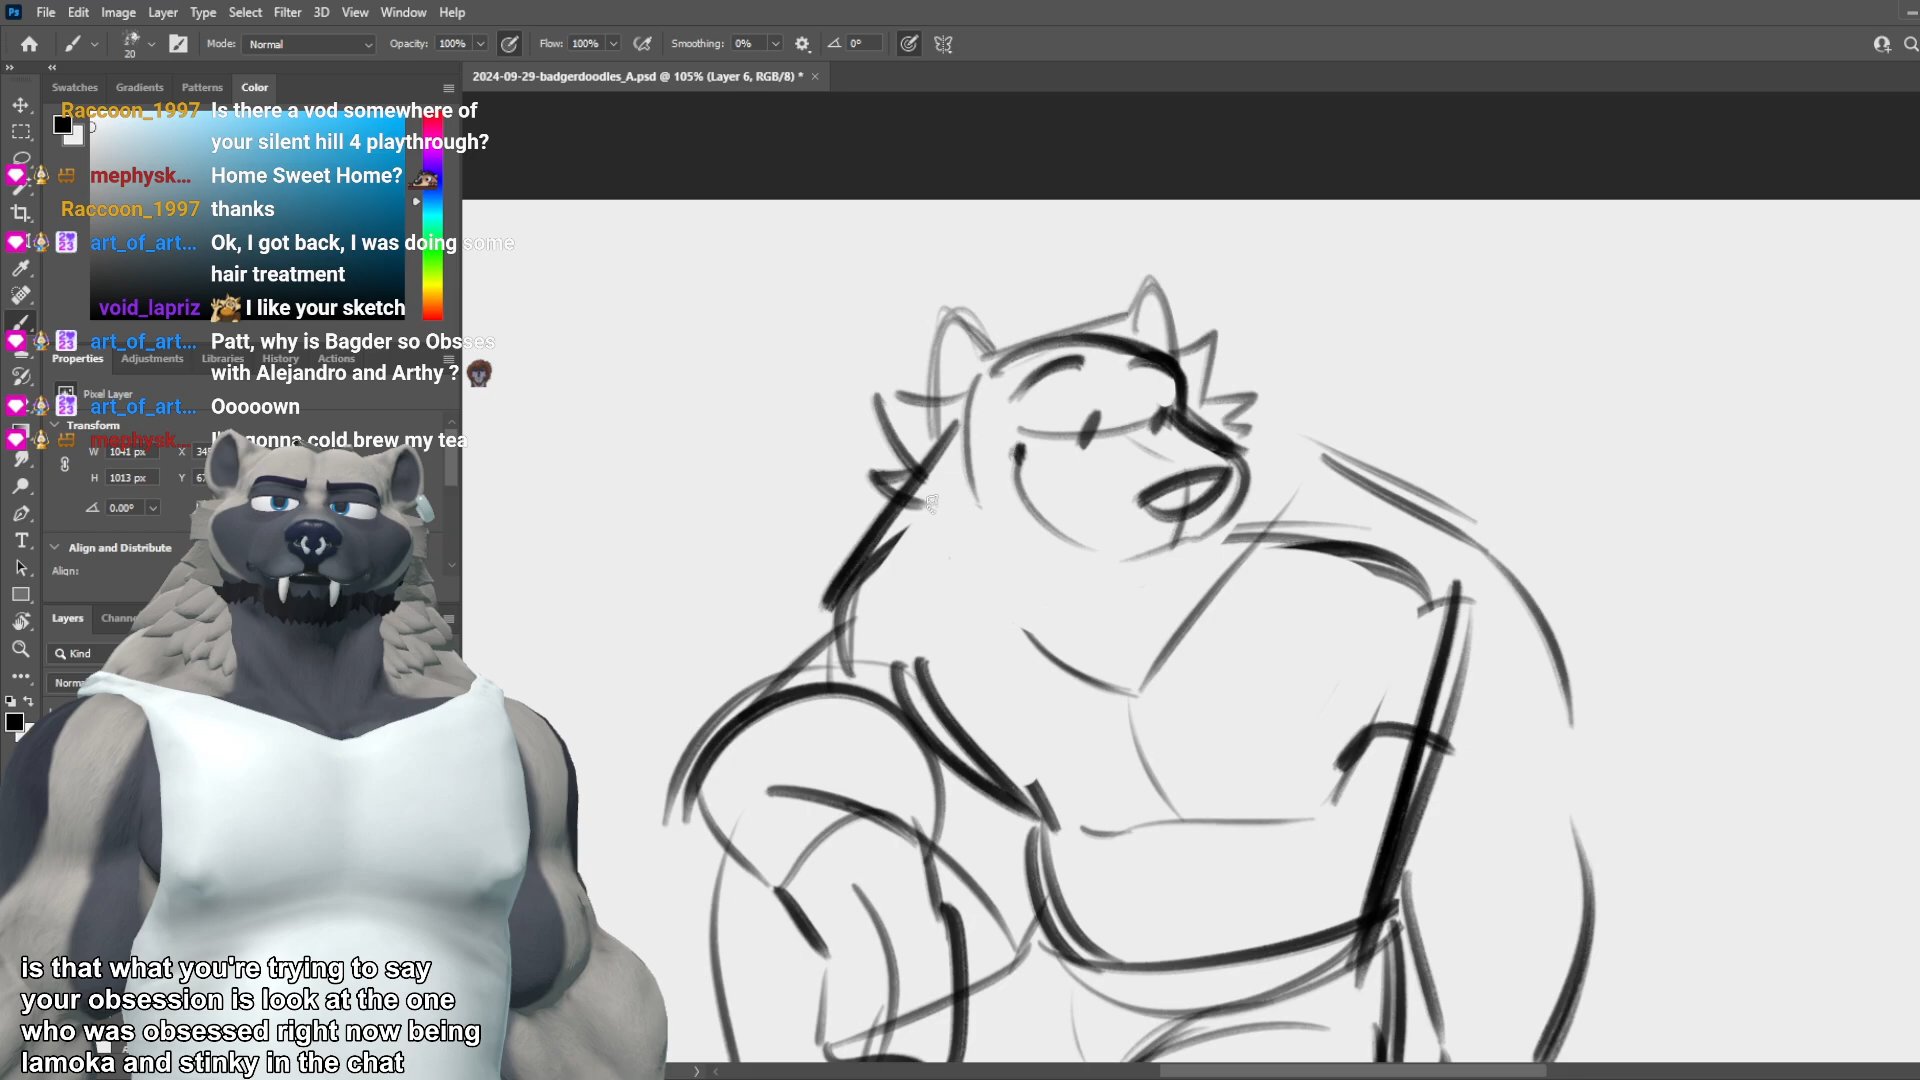 Ps File Edit Image Layer Type Select Filter 3D View Window Help
20 Mode: Normal Opacity: 100% Flow: 100% Smoothing: 0% 0°
Swatches Gradients Patterns Color
2024-09-29-badgerdoodles_A.psd @ 105% (Layer 6, RGB/8) *
Raccoon_1997 Is there a vod somewhere of
your silent hill 4 playthrough?
mephysk... Home Sweet Home?
Raccoon_1997 thanks
art_of_art... Ok, I got back, I was doing some
hair treatment
void_lapriz I like your sketch
art_of_art... Patt, why is Bagder so Obsses
Properties Adjustments Libraries History Actions
with Alejandro and Arthy ?
Pixel Layer
art_of_art... Ooooown
Transform
mephysk... gonna cold brew my tea
W 1041 px X
H 1013 px Y
0.00°
Align and Distribute
Align:
Layers
Kind
is that what you're trying to say
your obsession is look at the one
who was obsessed right now being
lamoka and stinky in the chat